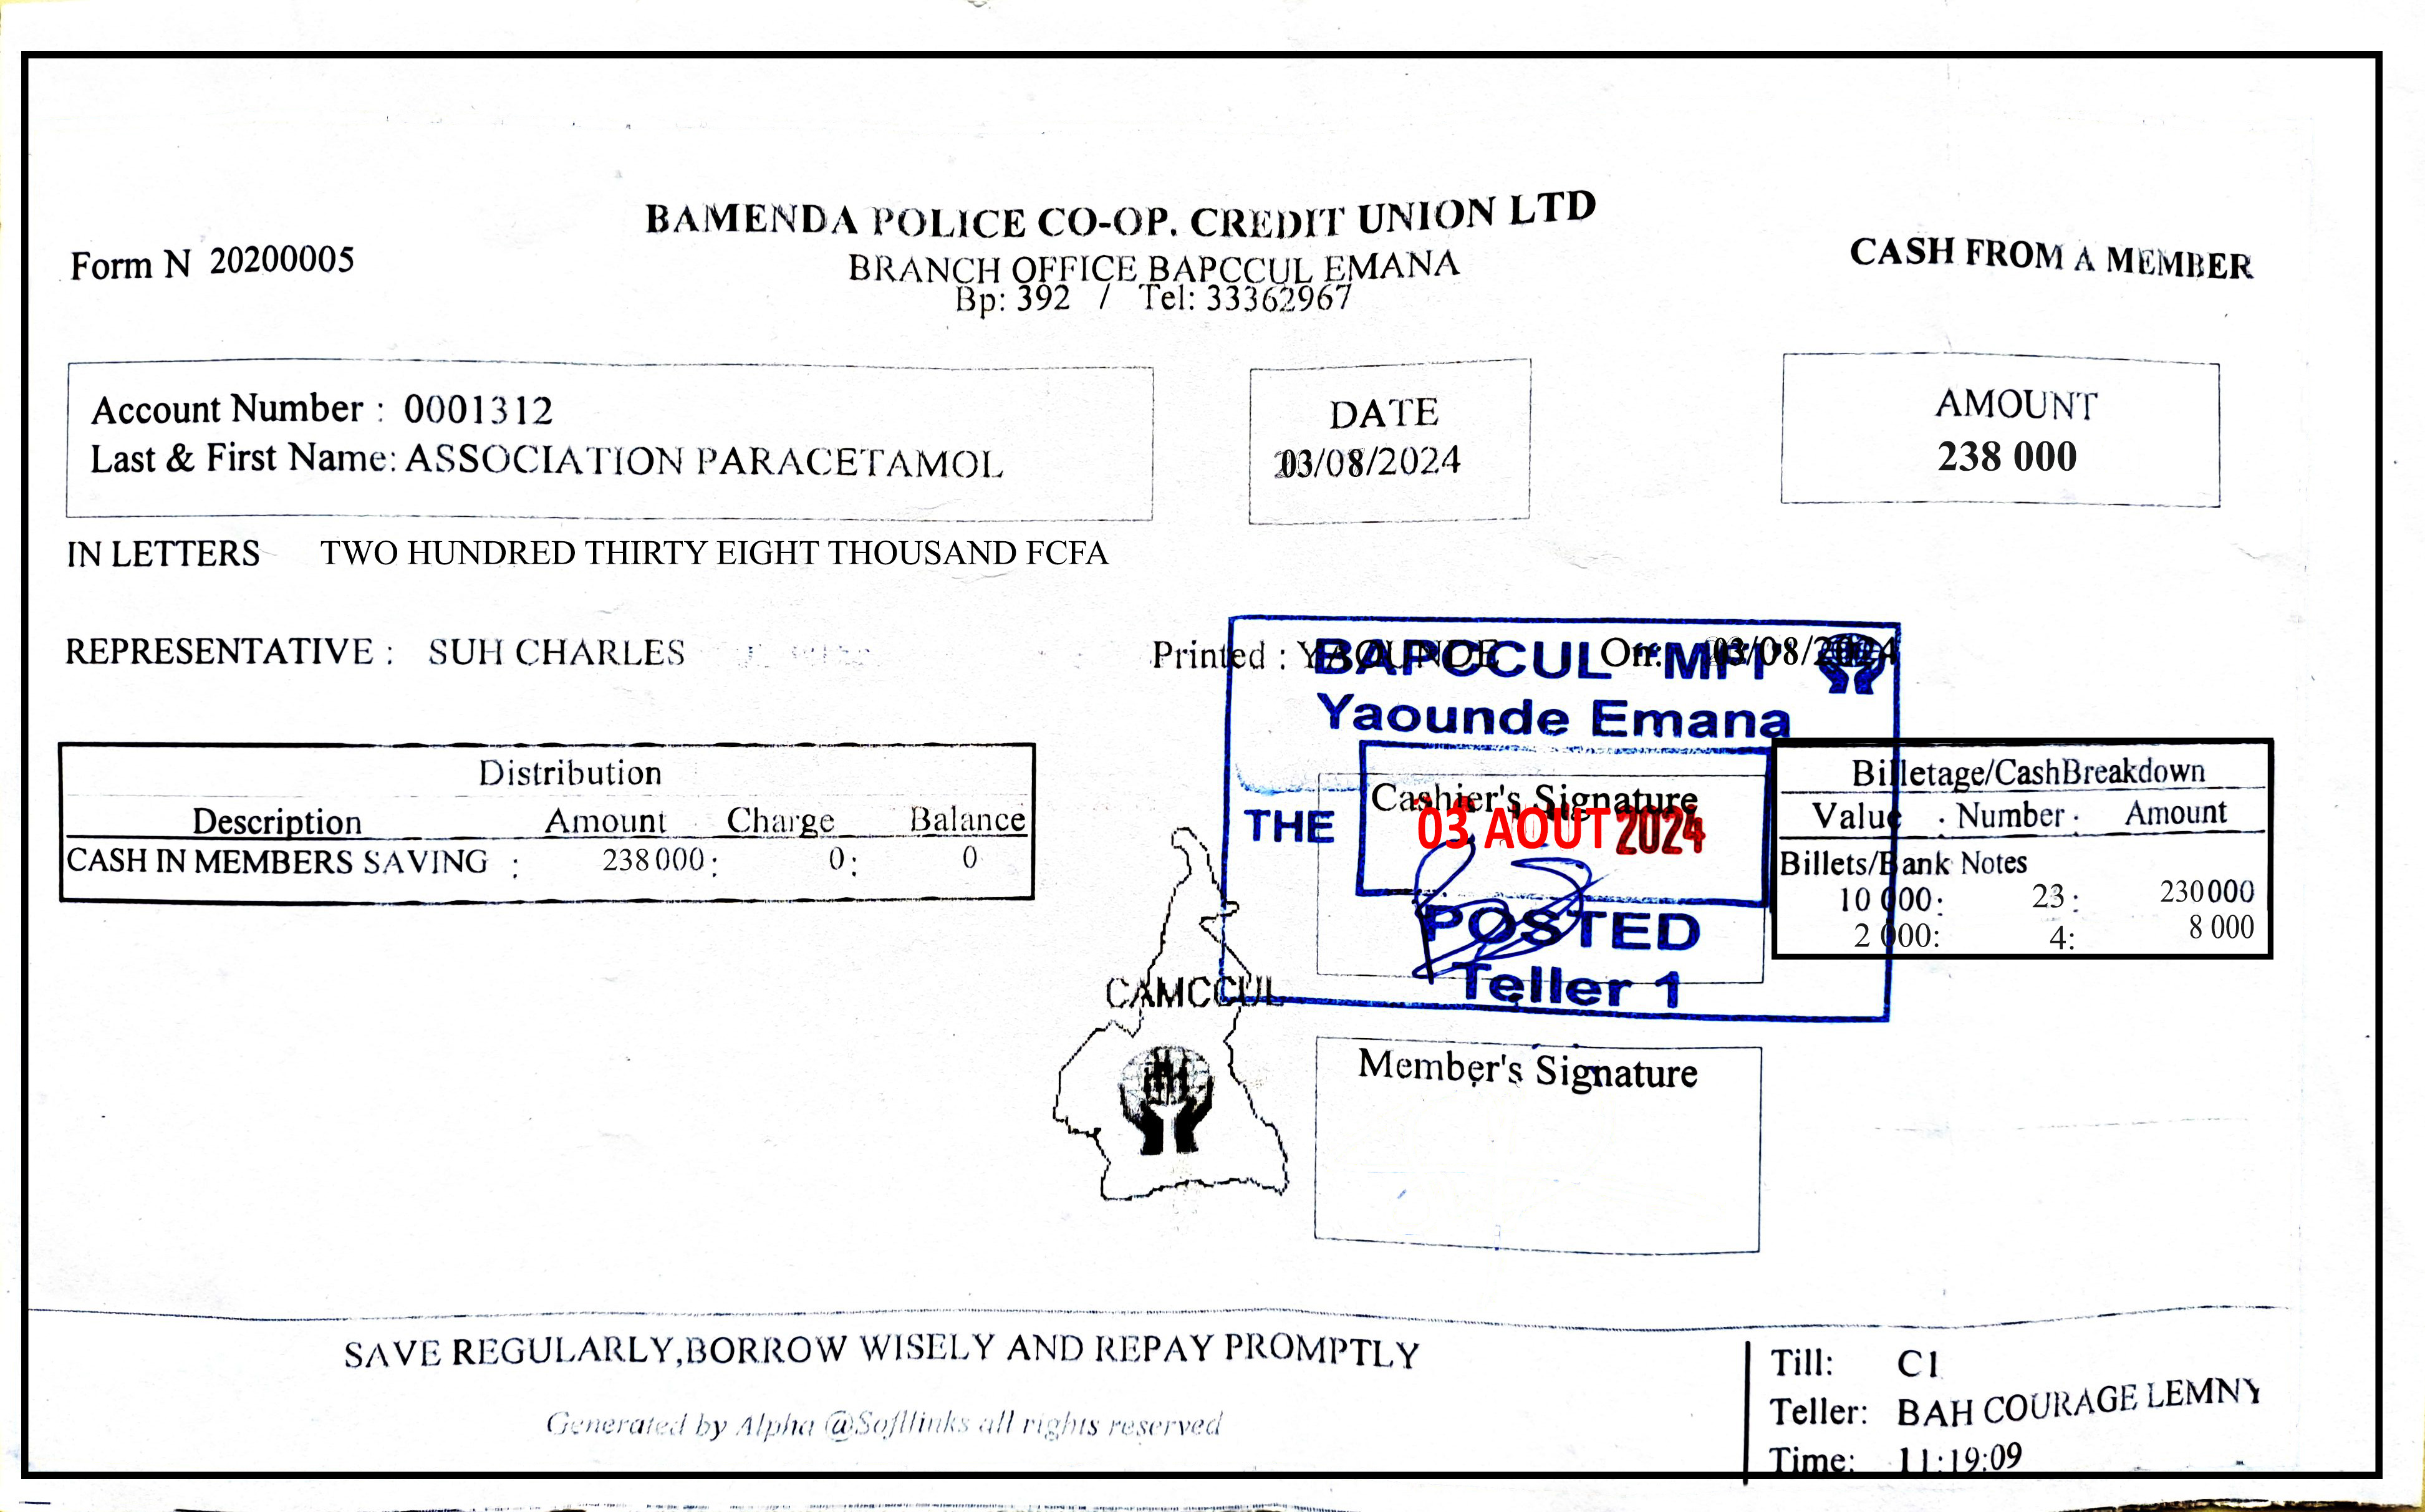 BAMENDA POLICE CO-OP. CREDIT UNION LTD
Form N 20200005
BRANCH OFFICE BAPCCUL EMANA
Bp: 392 / Tel: 33362967
CASH FROM A MEMBER
Account Number : 0001312
Last & First Name: ASSOCIATION PARACETAMOL
DATE
03/08/2024
AMOUNT
238 000
IN LETTERS TWO HUNDRED THIRTY EIGHT THOUSAND FCFA
REPRESENTATIVE : SUH CHARLES
Printed : YAOUNDE On: 03/08/2024
BAPCCUL "MFI"
Yaounde Emana
THE
Cashier's Signature
03 AOUT 2024
POSTED
Teller 1
Distribution
Description Amount Charge Balance
CASH IN MEMBERS SAVING : 238 000 : 0 : 0
Billetage/CashBreakdown
Value . Number . Amount
Billets/Bank Notes
10 000: 23 : 230 000
2 000: 4: 8 000
CAMCCUL
Member's Signature
SAVE REGULARLY,BORROW WISELY AND REPAY PROMPTLY
Generated by Alpha @Softlinks all rights reserved
Till: C1
Teller: BAH COURAGE LEMNY
Time: 11:19:09